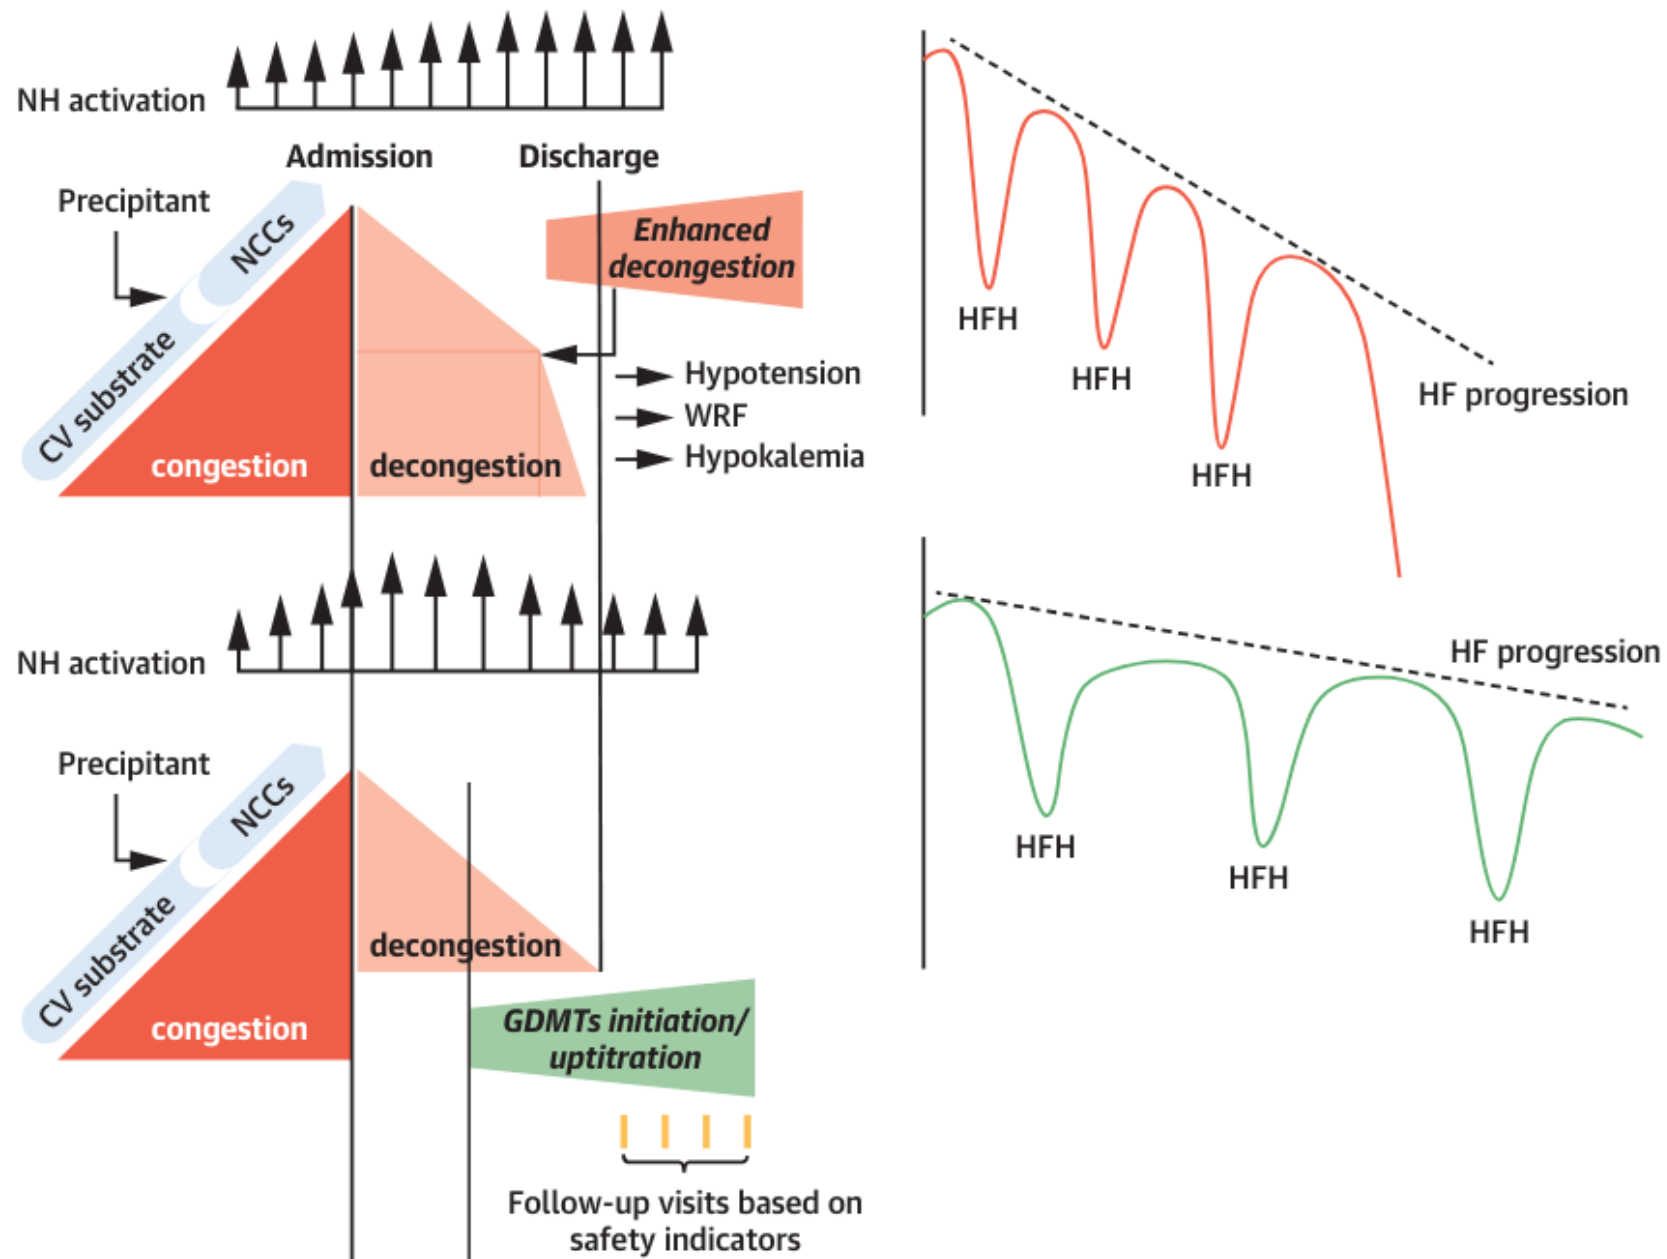 NH activation
Admission
Discharge
Precipitant
NCCs
CV substrate
congestion
decongestion
Enhanced
decongestion
Hypotension
WRF
Hypokalemia
HFH
HFH
HFH
HF progression
NH activation
Precipitant
NCCs
CV substrate
congestion
decongestion
GDMTs initiation/
uptitration
Follow-up visits based on
safety indicators
HF progression
HFH
HFH
HFH